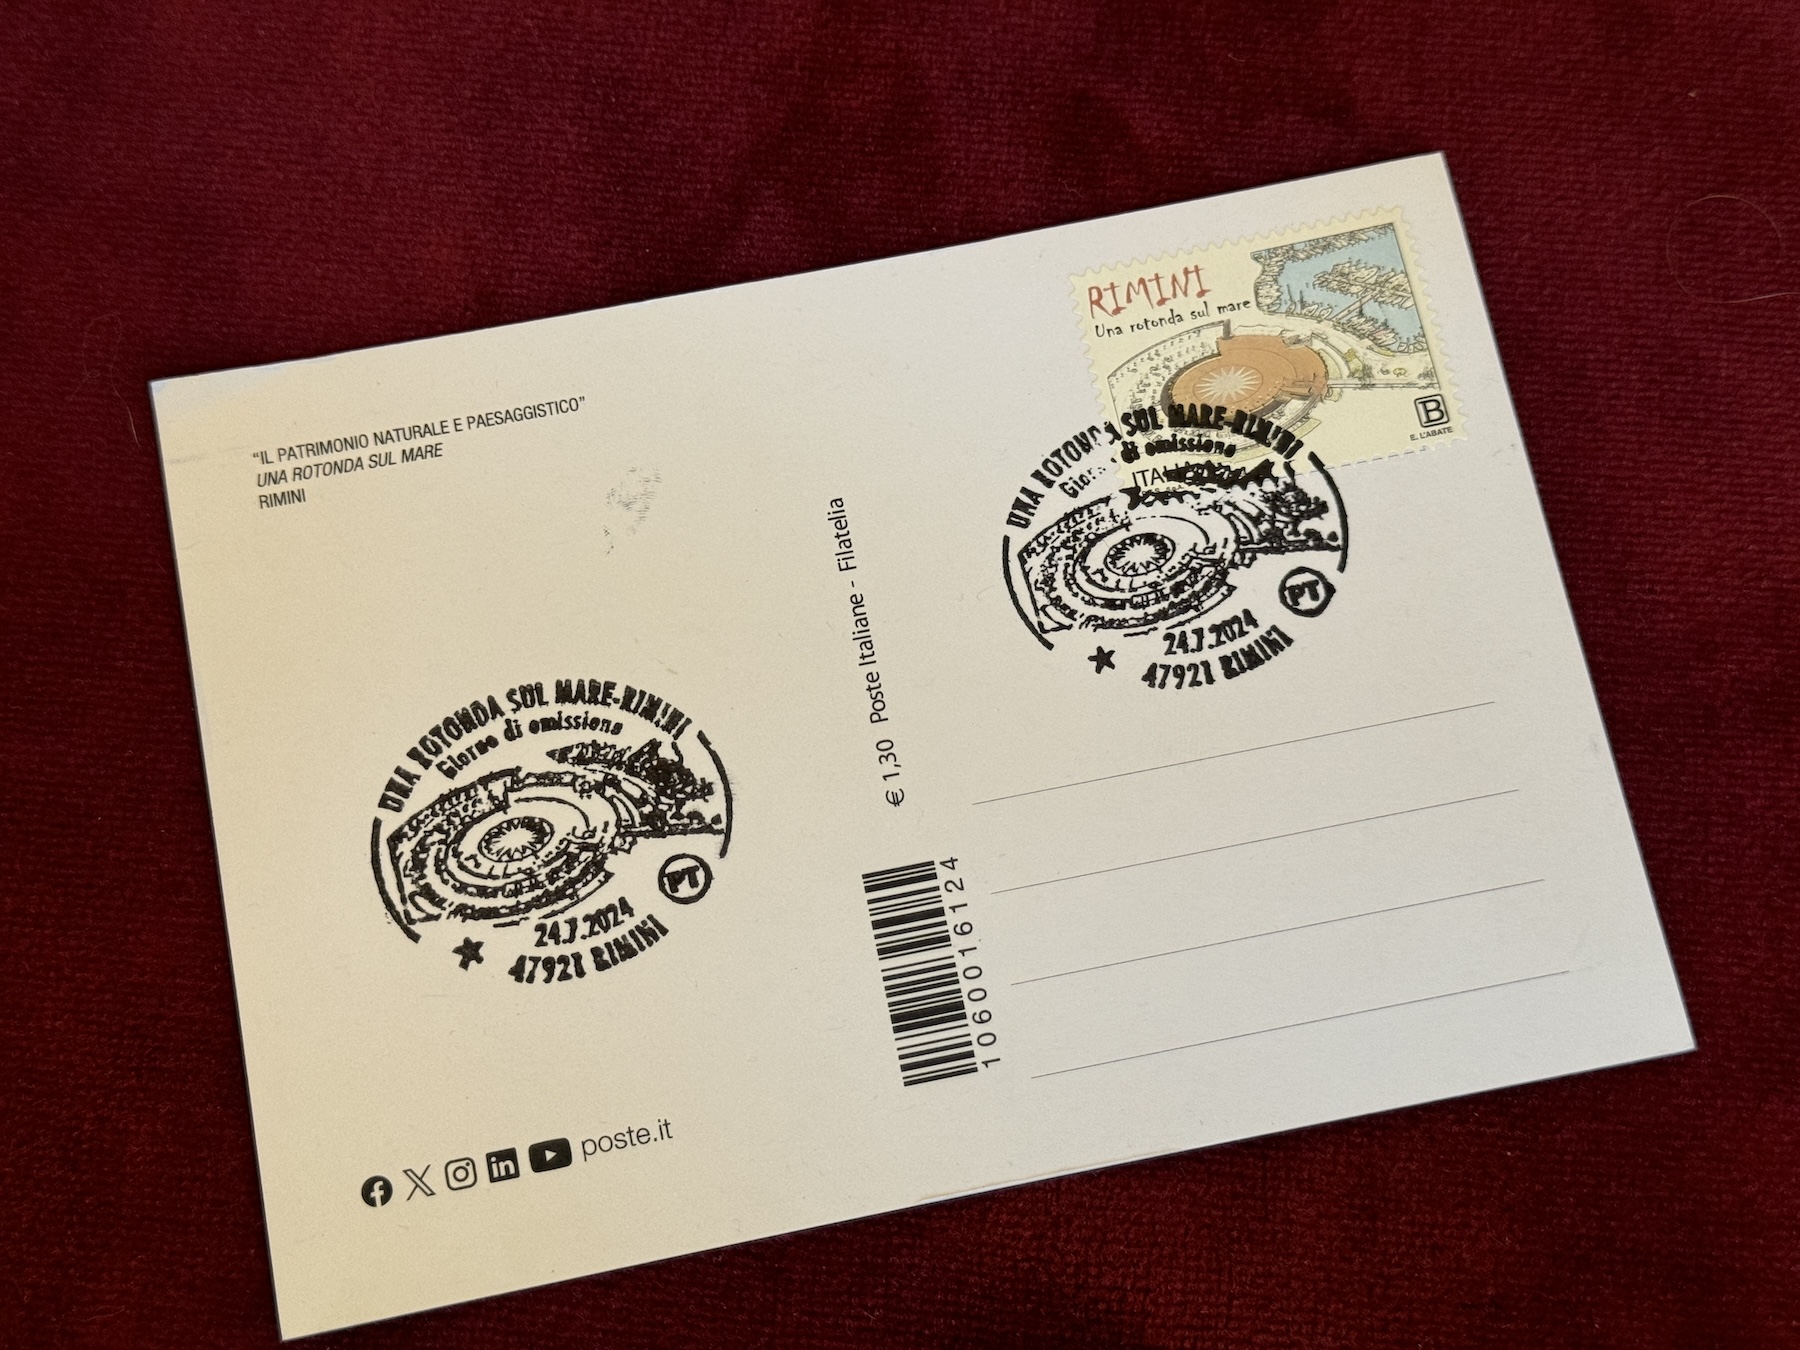 "IL PATRIMONIO NATURALE E PAESAGGISTICO"
UNA ROTONDA SUL MARE
RIMINI
UNA ROTONDA SUL MARE-RIMINI
Giorno di emissione
PT
24.7.2024
47921 RIMINI
poste.it
€ 1,30 Poste Italiane - Filatelia
1060016124
RIMINI
Una rotonda sul mare
B
E. L'ABATE
ITALIA
UNA ROTONDA SUL MARE-RIMINI
Giorno di emissione
PT
24.7.2024
47921 RIMINI